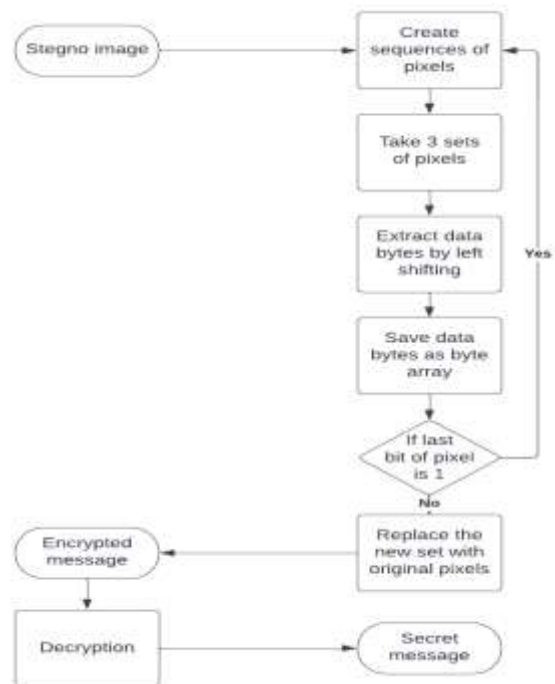 Stegno image
Create
sequences of
pixels
Take 3 sets
of pixels
Extract data
bytes by left
shifting
Yes
Save data
bytes as byte
array
If last
bit of pixel
is 1
No
Replace the
new set with
original pixels
Encrypted
message
Decryption
Secret
message